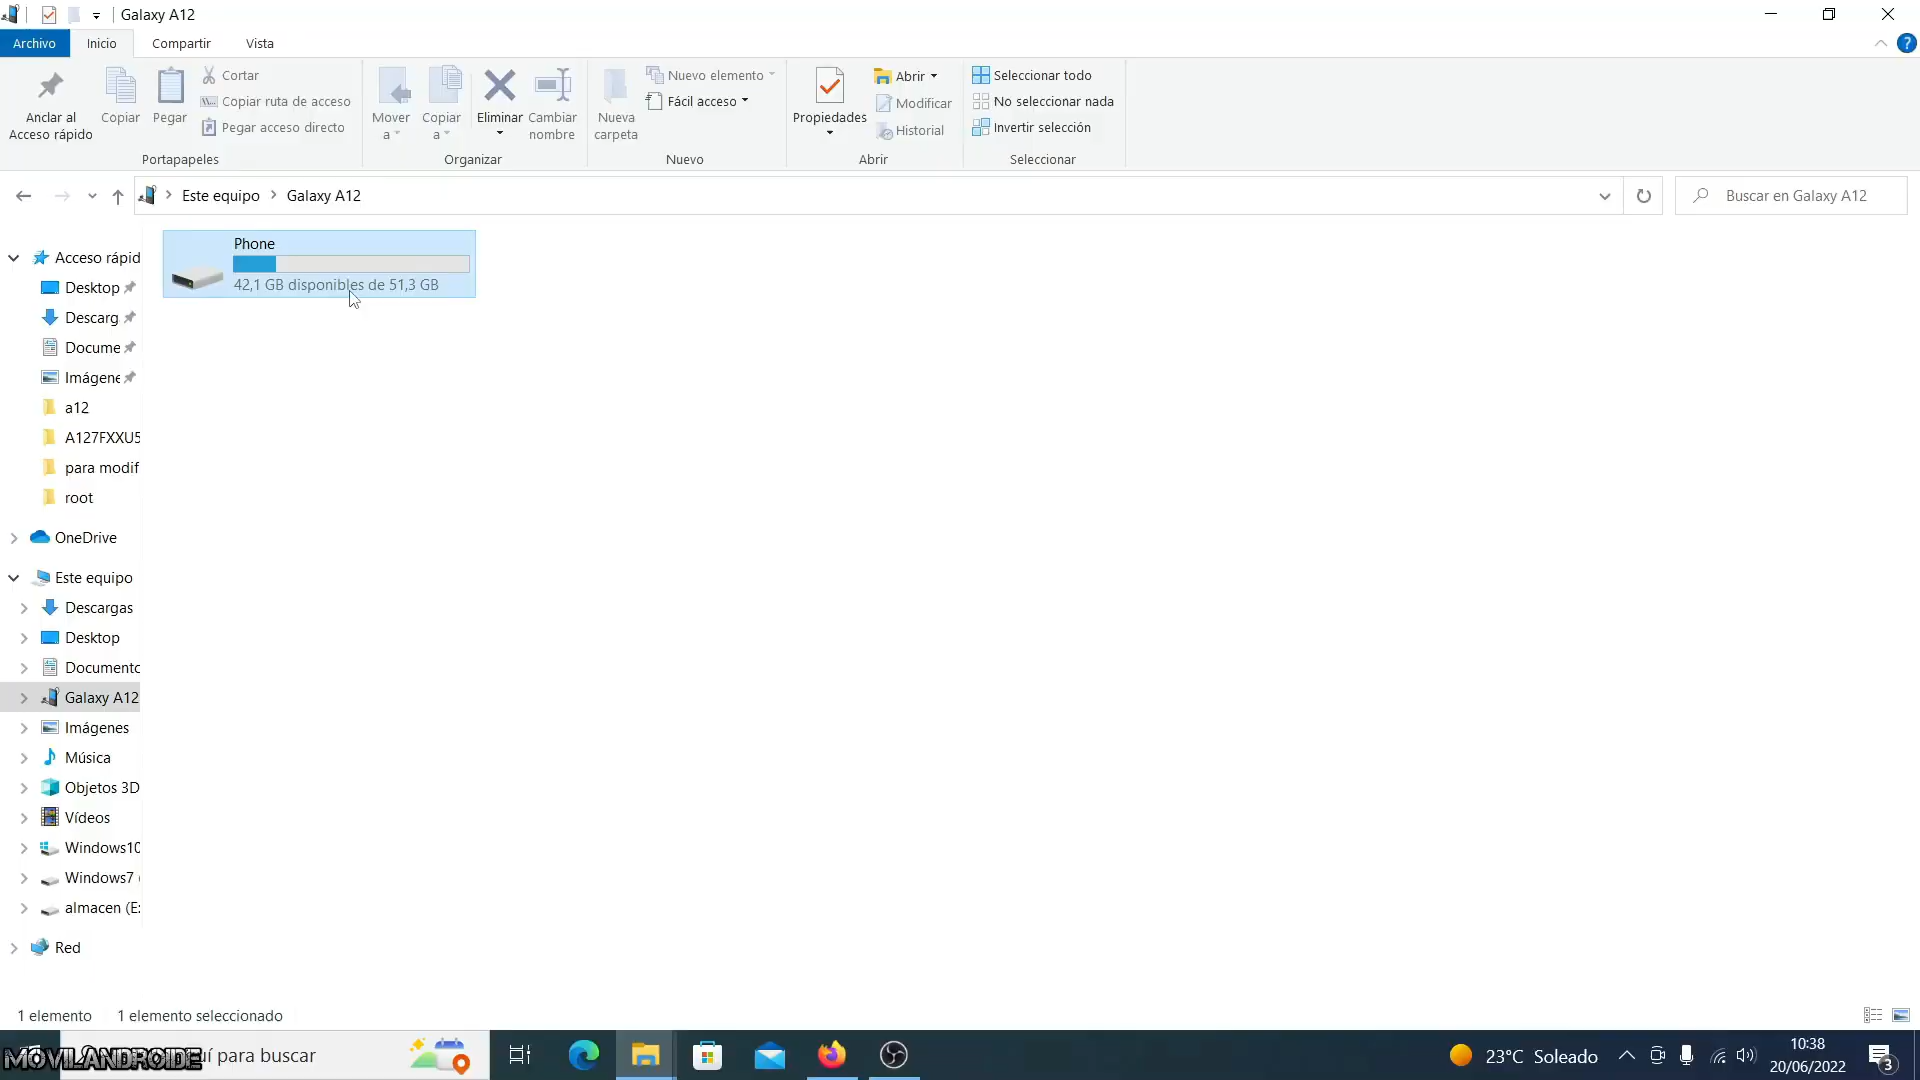 Galaxy A12
Archivo Inicio Compartir Vista
Anclar al
Acceso rápido
Copiar
Pegar
Cortar
Copiar ruta de acceso
Pegar acceso directo
Portapapeles
Mover
a
Copiar
a
Eliminar
Cambiar
nombre
Organizar
Nueva
carpeta
Nuevo elemento
Fácil acceso
Nuevo
Propiedades
Abrir
Modificar
Historial
Abrir
Seleccionar todo
No seleccionar nada
Invertir selección
Seleccionar
Este equipo Galaxy A12
Buscar en Galaxy A12
Acceso rápid
Desktop
Descarg
Docume
Imágene
a12
A127FXXU5
para modif
root
OneDrive
Este equipo
Descargas
Desktop
Documento
Galaxy A12
Imágenes
Música
Objetos 3D
Vídeos
Windows10
Windows7 (
almacen (E:
Red
Phone
42,1 GB disponibles de 51,3 GB
1 elemento 1 elemento seleccionado
MOVILANDROIDE
uí para buscar
23°C Soleado
10:38
20/06/2022
3